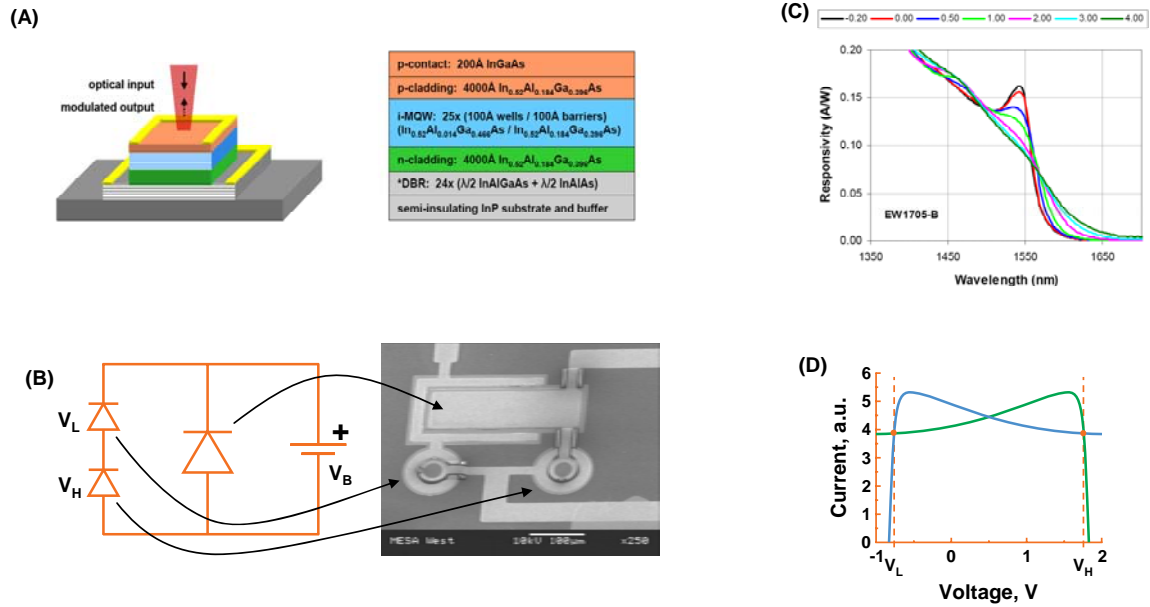 (A)
optical input
modulated output
p-contact: 200Å InGaAs
p-cladding: 4000Å In0.52Al0.184Ga0.296As
i-MQW: 25x (100Å wells / 100Å barriers)
(In0.52Al0.014Ga0.466As / In0.52Al0.184Ga0.296As)
n-cladding: 4000Å In0.52Al0.184Ga0.296As
*DBR: 24x (λ/2 InAlGaAs + λ/2 InAlAs)
semi-insulating InP substrate and buffer
(C)
-0.20 0.00 0.50 1.00 2.00 3.00 4.00
Responsivity (A/W)
0.20
0.15
0.10
0.05
0.00
EW1705-B
1350 1450 1550 1650
Wavelength (nm)
(B)
VL
VH
+
VB
MESA West 10kV 100µm x250
(D)
Current, a.u.
6
5
4
3
2
1
0
-1 0 1 2
VL VH
Voltage, V